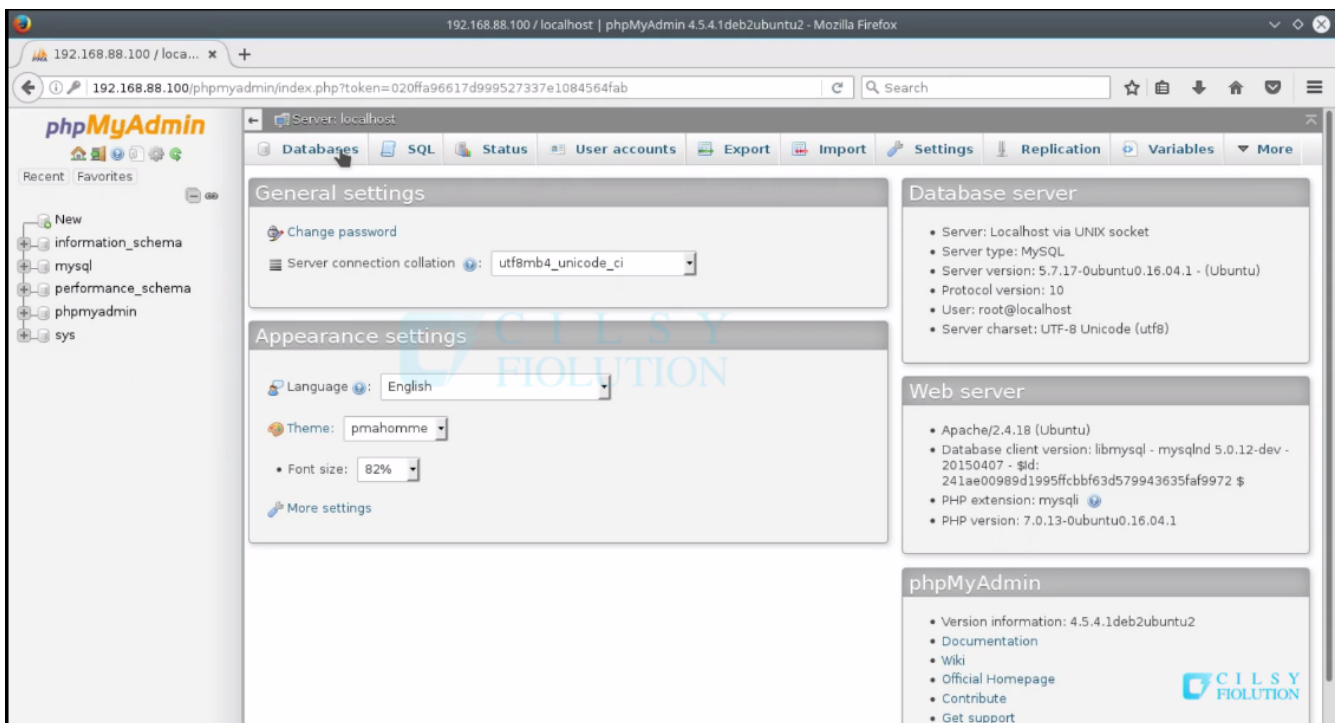 192.168.88.100 / localhost | phpMyAdmin 4.5.4.1deb2ubuntu2 - Mozilla Firefox
192.168.88.100 / loca...
192.168.88.100/phpmyadmin/index.php?token=020ffa96617d999527337e1084564fab
Search
phpMyAdmin
Recent Favorites
New
information_schema
mysql
performance_schema
phpmyadmin
sys
Server: localhost
Databases SQL Status User accounts Export Import Settings Replication Variables More
General settings
Change password
Server connection collation : utf8mb4_unicode_ci
Appearance settings
Language : English
Theme: pmahomme
• Font size: 82%
More settings
CILSY
FIOLUTION
Database server
• Server: Localhost via UNIX socket
• Server type: MySQL
• Server version: 5.7.17-0ubuntu0.16.04.1 - (Ubuntu)
• Protocol version: 10
• User: root@localhost
• Server charset: UTF-8 Unicode (utf8)
Web server
• Apache/2.4.18 (Ubuntu)
• Database client version: libmysql - mysqlnd 5.0.12-dev -
20150407 - $Id:
241ae00989d1995ffcbbf63d579943635faf9972 $
• PHP extension: mysqli
• PHP version: 7.0.13-0ubuntu0.16.04.1
phpMyAdmin
• Version information: 4.5.4.1deb2ubuntu2
• Documentation
• Wiki
• Official Homepage
• Contribute
• Get support
CILSY
FIOLUTION